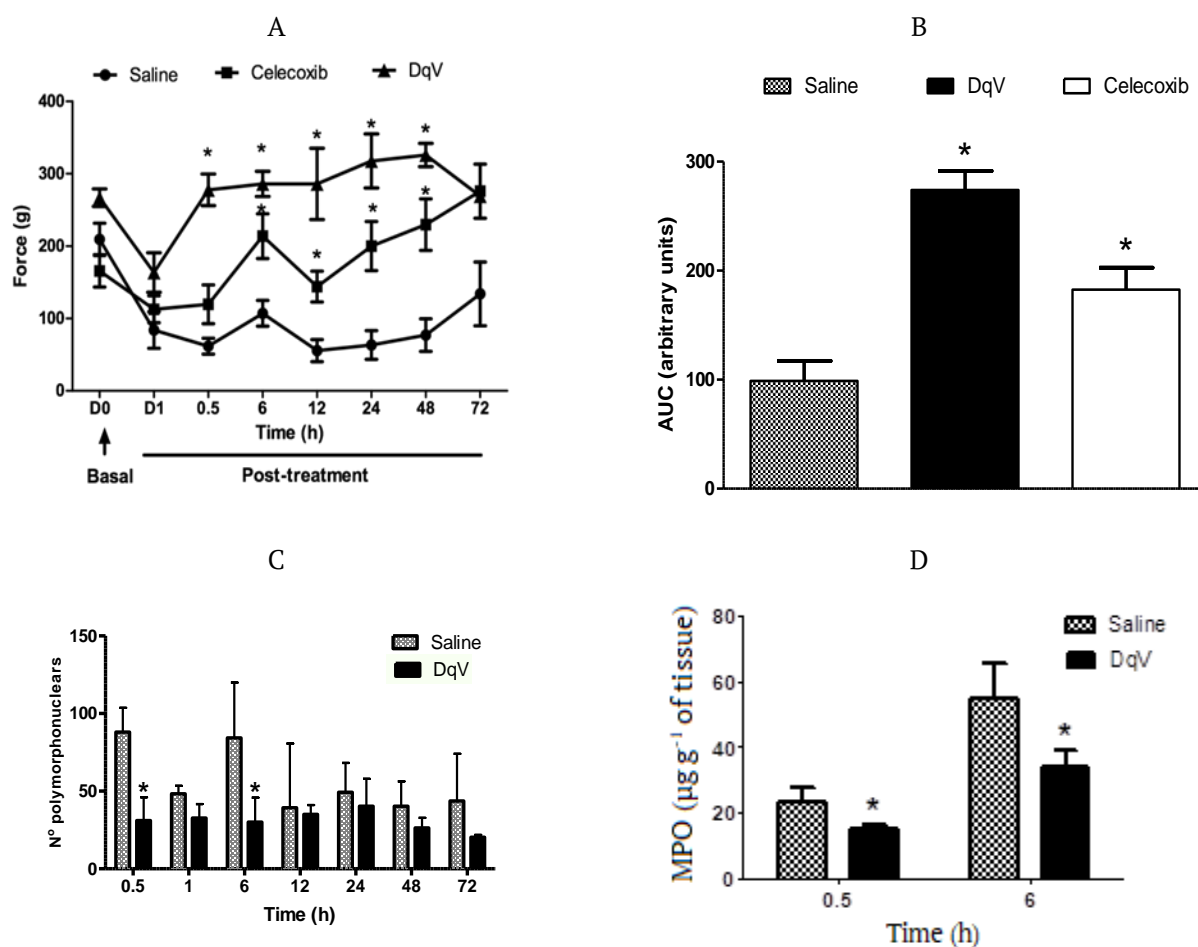 A
Saline Celecoxib DqV
400
300
200
100
0
Force (g)
* * * * *
* * * *
D0 D1 0.5 6 12 24 48 72
Time (h)
Basal Post-treatment
B
Saline DqV Celecoxib
300
200
100
0
AUC (arbitrary units)
*
*
C
Saline
DqV
150
100
50
0
Nº polymorphonuclears
* *
0.5 1 6 12 24 48 72
Time (h)
D
Saline
DqV
80
60
40
20
0
MPO (µg g⁻¹ of tissue)
*
*
0.5 6
Time (h)